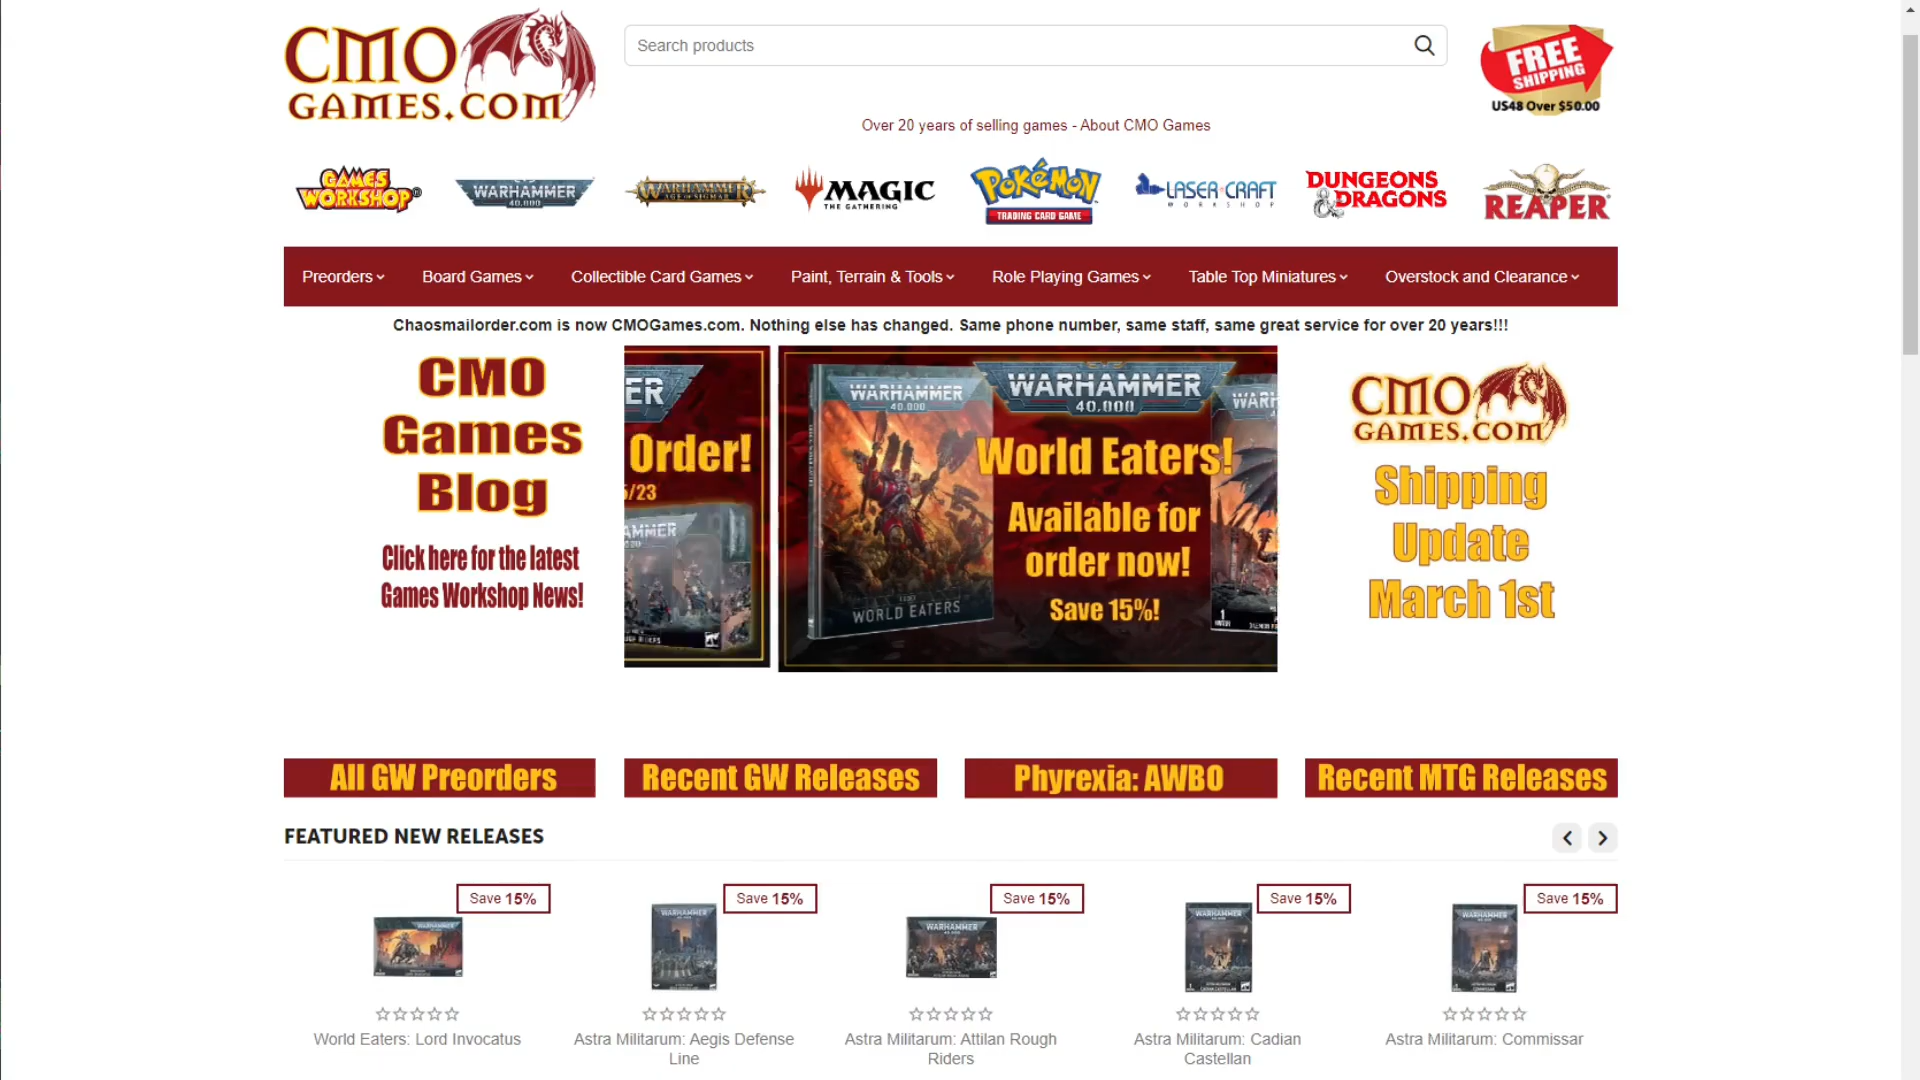 CMO
GAMES.COM
Search products
FREE
SHIPPING
US48 Over $50.00
Over 20 years of selling games - About CMO Games
GAMES
WORKSHOP
WARHAMMER
40,000
WARHAMMER
MAGIC
THE GATHERING
POKÉMON
TRADING CARD GAME
LASER CRAFT
WORKSHOP
DUNGEONS
& DRAGONS
REAPER
Preorders
Board Games
Collectible Card Games
Paint, Terrain & Tools
Role Playing Games
Table Top Miniatures
Overstock and Clearance
Chaosmailorder.com is now CMOGames.com. Nothing else has changed. Same phone number, same staff, same great service for over 20 years!!!
CMO
Games
Blog
Click here for the latest
Games Workshop News!
ER
Order!
/23
WARHAMMER
40,000
WORLD EATERS
WARHAMMER
40,000
World Eaters!
Available for
order now!
Save 15%!
CMO
GAMES.COM
Shipping
Update
March 1st
All GW Preorders
Recent GW Releases
Phyrexia: AWBO
Recent MTG Releases
FEATURED NEW RELEASES
Save 15%
Save 15%
Save 15%
Save 15%
Save 15%
World Eaters: Lord Invocatus
Astra Militarum: Aegis Defense
Line
Astra Militarum: Attilan Rough
Riders
Astra Militarum: Cadian
Castellan
Astra Militarum: Commissar